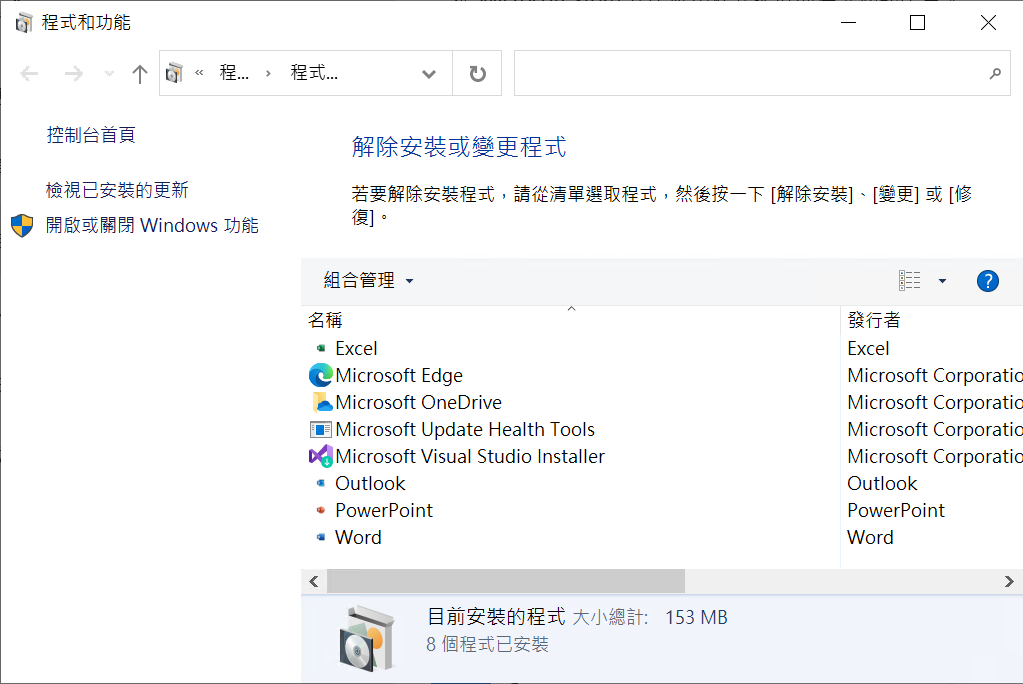 程式和功能
« 程... › 程式...
控制台首頁
檢視已安裝的更新
開啟或關閉 Windows 功能
解除安裝或變更程式
若要解除安裝程式，請從清單選取程式，然後按一下 [解除安裝]、[變更] 或 [修
復]。
組合管理
名稱 發行者
Excel Excel
Microsoft Edge Microsoft Corporatio
Microsoft OneDrive Microsoft Corporatio
Microsoft Update Health Tools Microsoft Corporatio
Microsoft Visual Studio Installer Microsoft Corporatio
Outlook Outlook
PowerPoint PowerPoint
Word Word
目前安裝的程式 大小總計: 153 MB
8 個程式已安裝